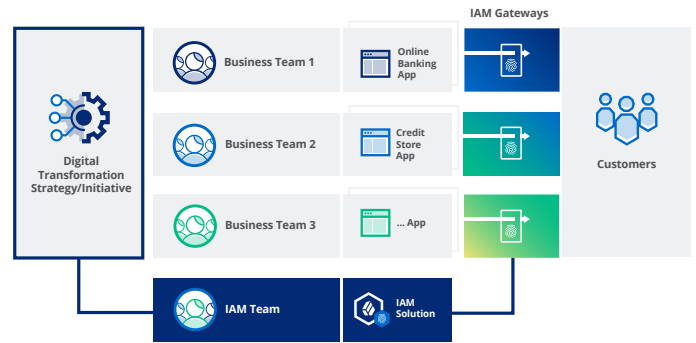 IAM Gateways
Digital
Transformation
Strategy/Initiative
Business Team 1
Online
Banking
App
Business Team 2
Credit
Store
App
Business Team 3
... App
IAM Team
IAM
Solution
Customers